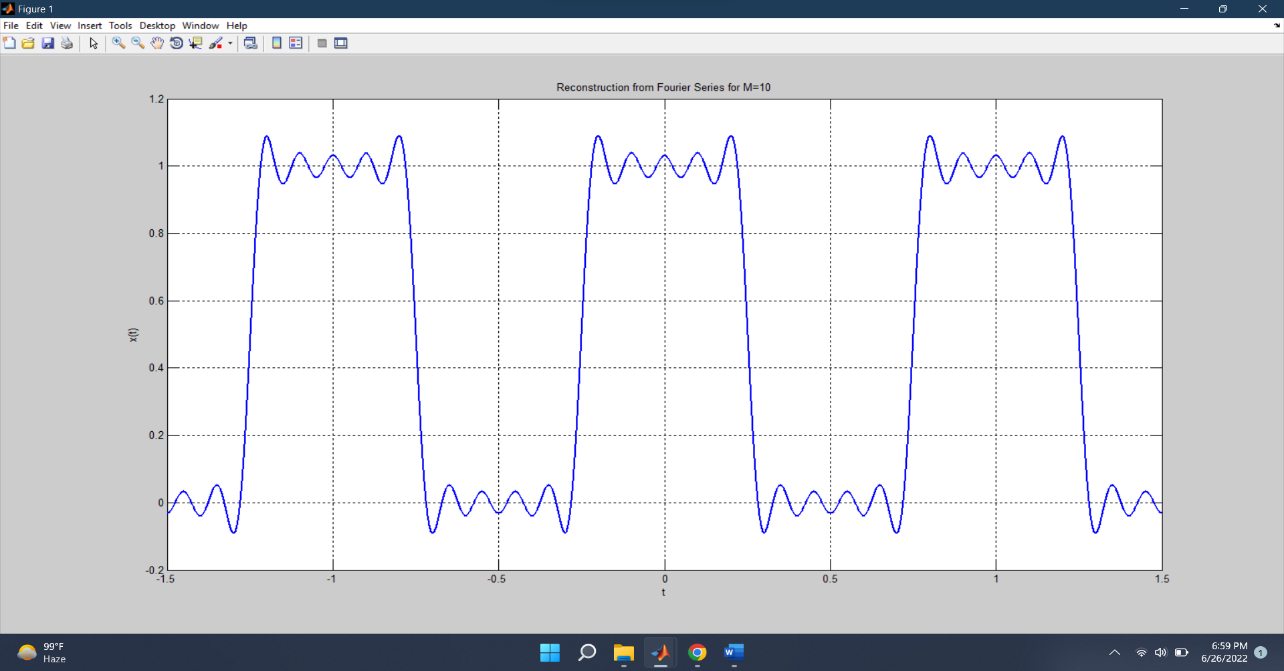 Figure 1
File Edit View Insert Tools Desktop Window Help
Reconstruction from Fourier Series for M=10
1.2
1
0.8
0.6
x(t)
0.4
0.2
0
-0.2
-1.5 -1 -0.5 0 0.5 1 1.5
t
99°F
Haze
W
6:59 PM
6/26/2022
1